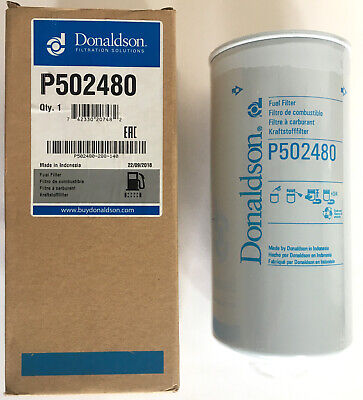 Donaldson.
FILTRATION SOLUTIONS
P502480
Qty. 1
7 42330 20748 2
EAC
P502480-200-140
Made in Indonesia
22/09/2018
Fuel Filter
Filtro de combustible
Filtre à carburant
Kraftstofffilter
www.buydonaldson.com
Donaldson.
Fuel Filter
Filtro de combustible
Filtre à carburant
Kraftstofffilter
P502480
Made by Donaldson in Indonesia
Hecho por Donaldson en Indonesia
Fabriqué par Donaldson en Indonésie